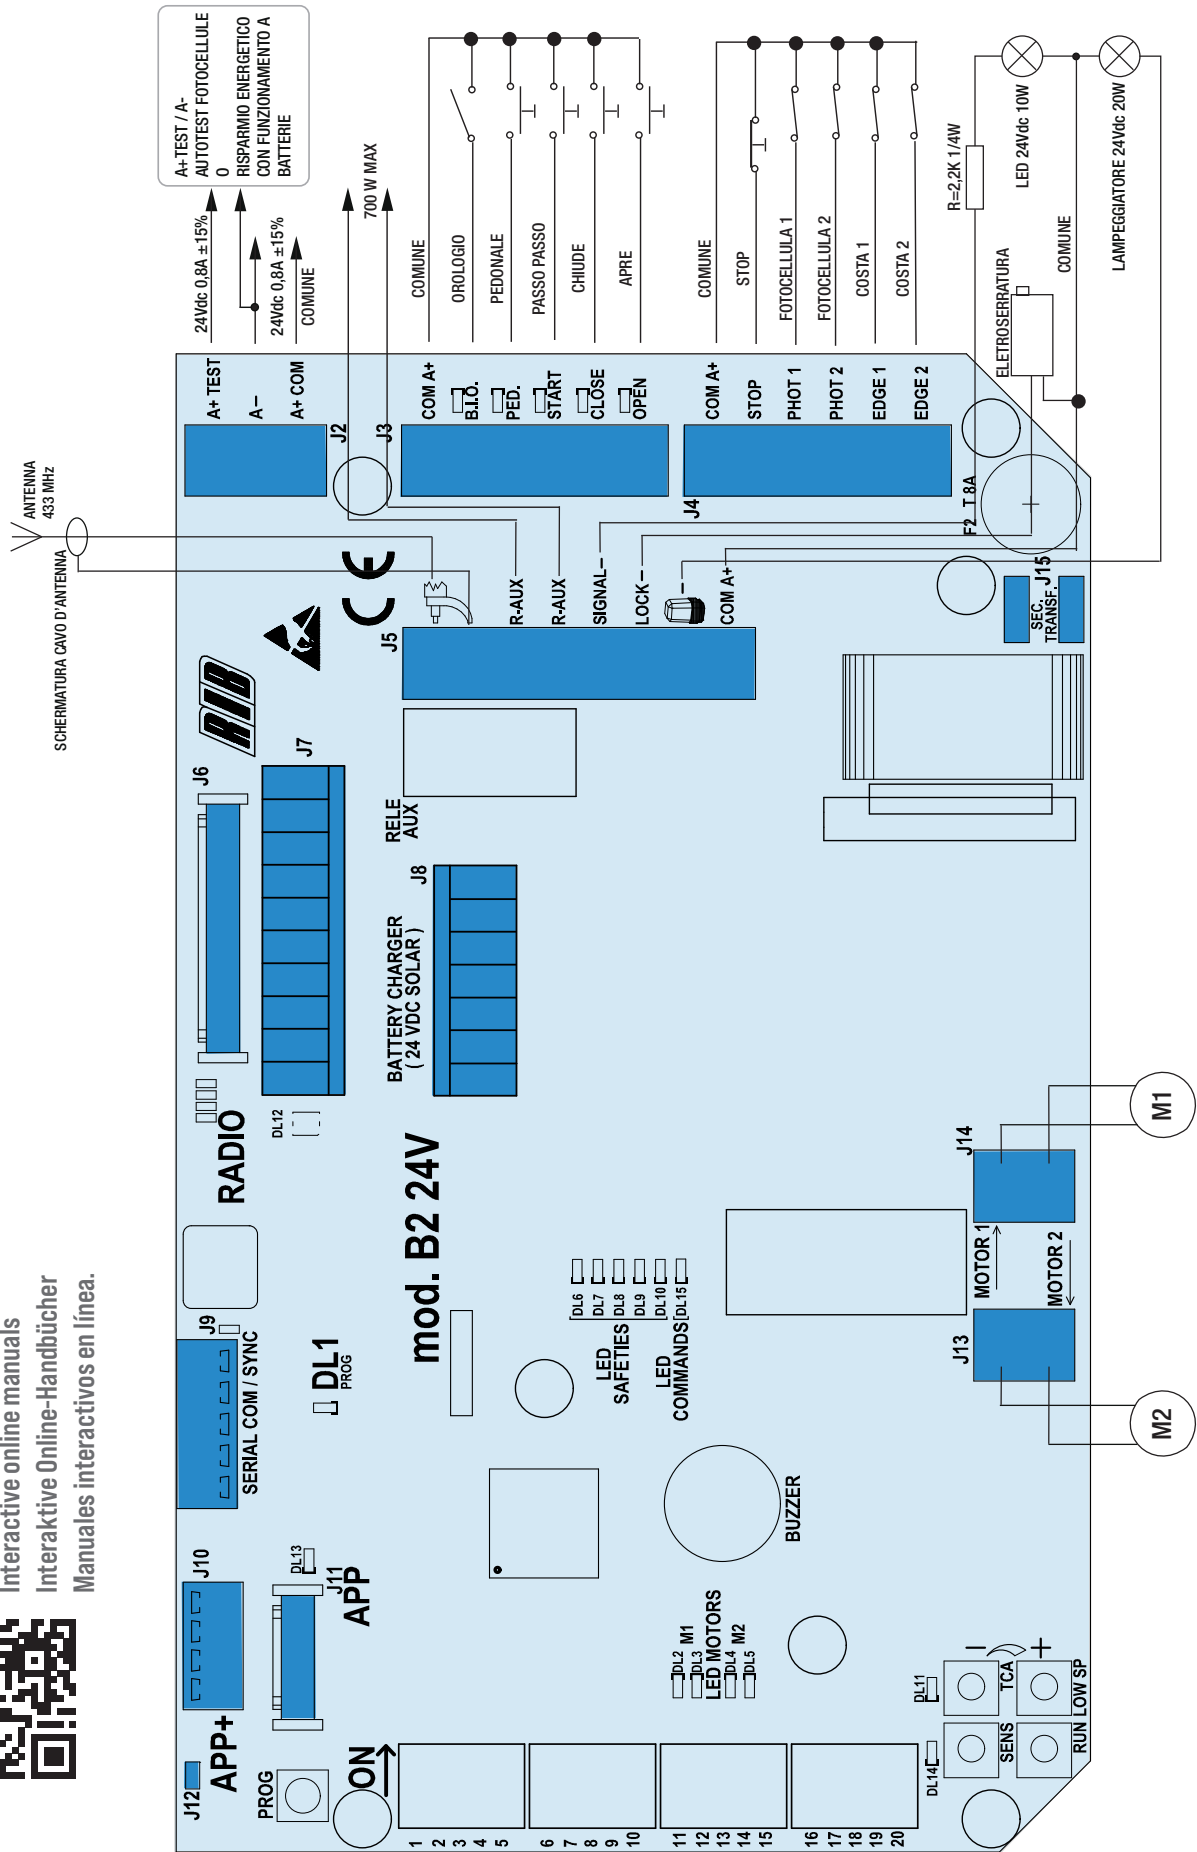 Interactive online manuals
Interaktive Online-Handbücher
Manuales interactivos en línea.
A+TEST / A-
AUTOTEST FOTOCELLULE
O
RISPARMIO ENERGETICO
CON FUNZIONAMENTO A
BATTERIE
24Vdc 0,8A ±15%
24Vdc 0,8A ±15%
COMUNE
700 W MAX
COMUNE
OROLOGIO
PEDONALE
PASSO PASSO
CHIUDE
APRE
COMUNE
STOP
FOTOCELLULA 1
FOTOCELLULA 2
COSTA 1
COSTA 2
R=2,2K 1/4W
LED 24Vdc 10W
ELETROSERRATURA
COMUNE
LAMPEGGIATORE 24Vdc 20W
ANTENNA
433 MHz
SCHERMATURA CAVO D'ANTENNA
A+ TEST
A−
A+ COM
J2
J3
COM A+
B.I.O.
PED.
START
CLOSE
OPEN
COM A+
STOP
PHOT 1
PHOT 2
EDGE 1
EDGE 2
J4
F2 T 8A
CE
RIB
J5
R-AUX
R-AUX
SIGNAL−
LOCK−
−
COM A+
J15
SEC.
TRANSF.
J6
J7
RELE
AUX
J8
BATTERY CHARGER
( 24 VDC SOLAR )
RADIO
DL12
mod. B2 24V
J9
SERIAL COM / SYNC
DL1
PROG
DL6
DL7
DL8
DL9
DL10
DL15
LED
SAFETIES
LED
COMMANDS
J14
MOTOR 1
MOTOR 2
J13
M1
M2
BUZZER
J10
DL13
J11
APP
J12
APP+
PROG
ON
DL2
DL3
M1
LED MOTORS
DL4
DL5
M2
DL11
DL14
−
+
TCA
SENS
LOW SP
RUN
1
2
3
4
5
6
7
8
9
10
11
12
13
14
15
16
17
18
19
20